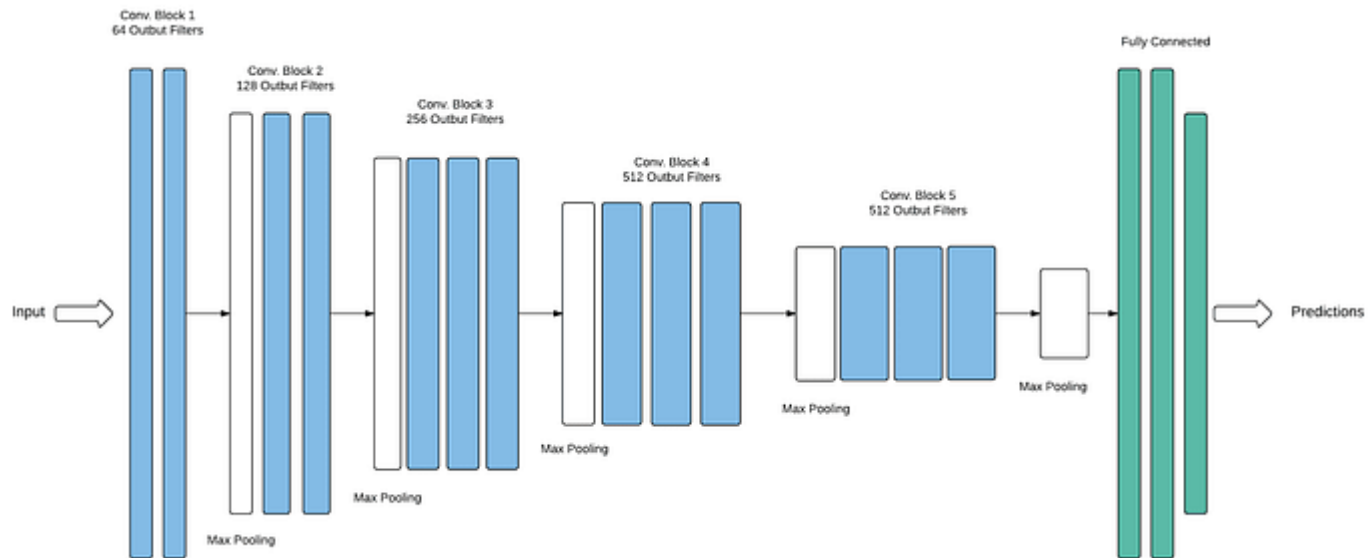 Conv. Block 1
64 Outbut Filters
Conv. Block 2
128 Outbut Filters
Conv. Block 3
256 Outbut Filters
Conv. Block 4
512 Outbut Filters
Conv. Block 5
512 Outbut Filters
Fully Connected
Input
Predictions
Max Pooling
Max Pooling
Max Pooling
Max Pooling
Max Pooling